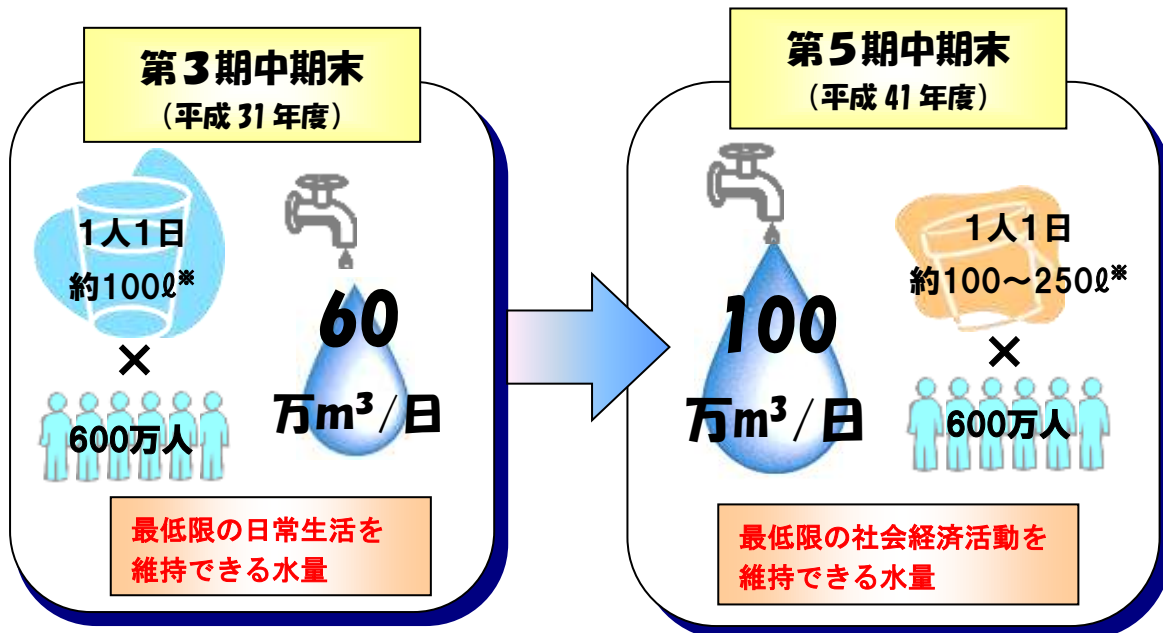 第3期中期末
（平成 31 年度）
1人1日
約100ℓ※
×
600万人
60
万m³/日
最低限の日常生活を
維持できる水量
第5期中期末
（平成 41 年度）
100
万m³/日
1人1日
約100～250ℓ※
×
600万人
最低限の社会経済活動を
維持できる水量